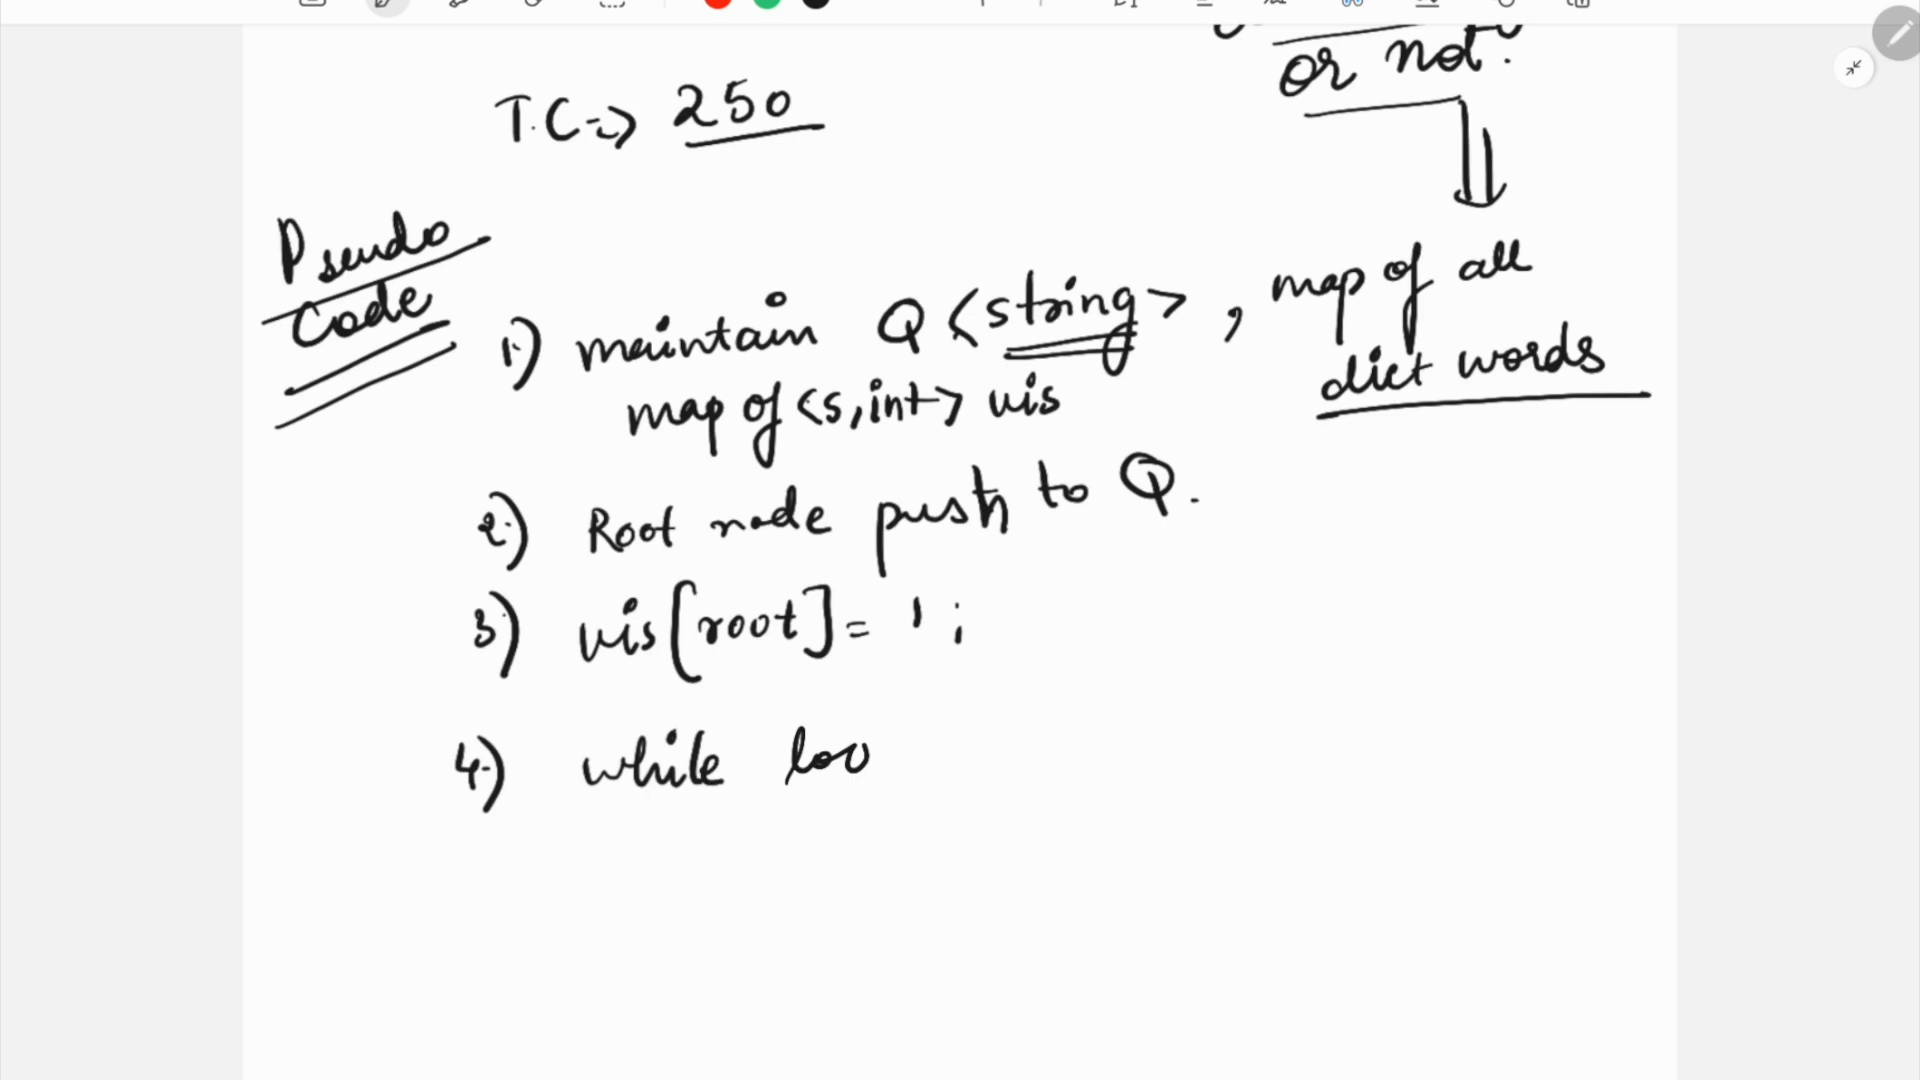 or not?
T.C => 250
Pseudo
Code
1.) maintain Q <string> , map of all
dict words
map of <s, int> vis
2.) Root node push to Q.
3) vis[root] = 1 ;
4.) while loo